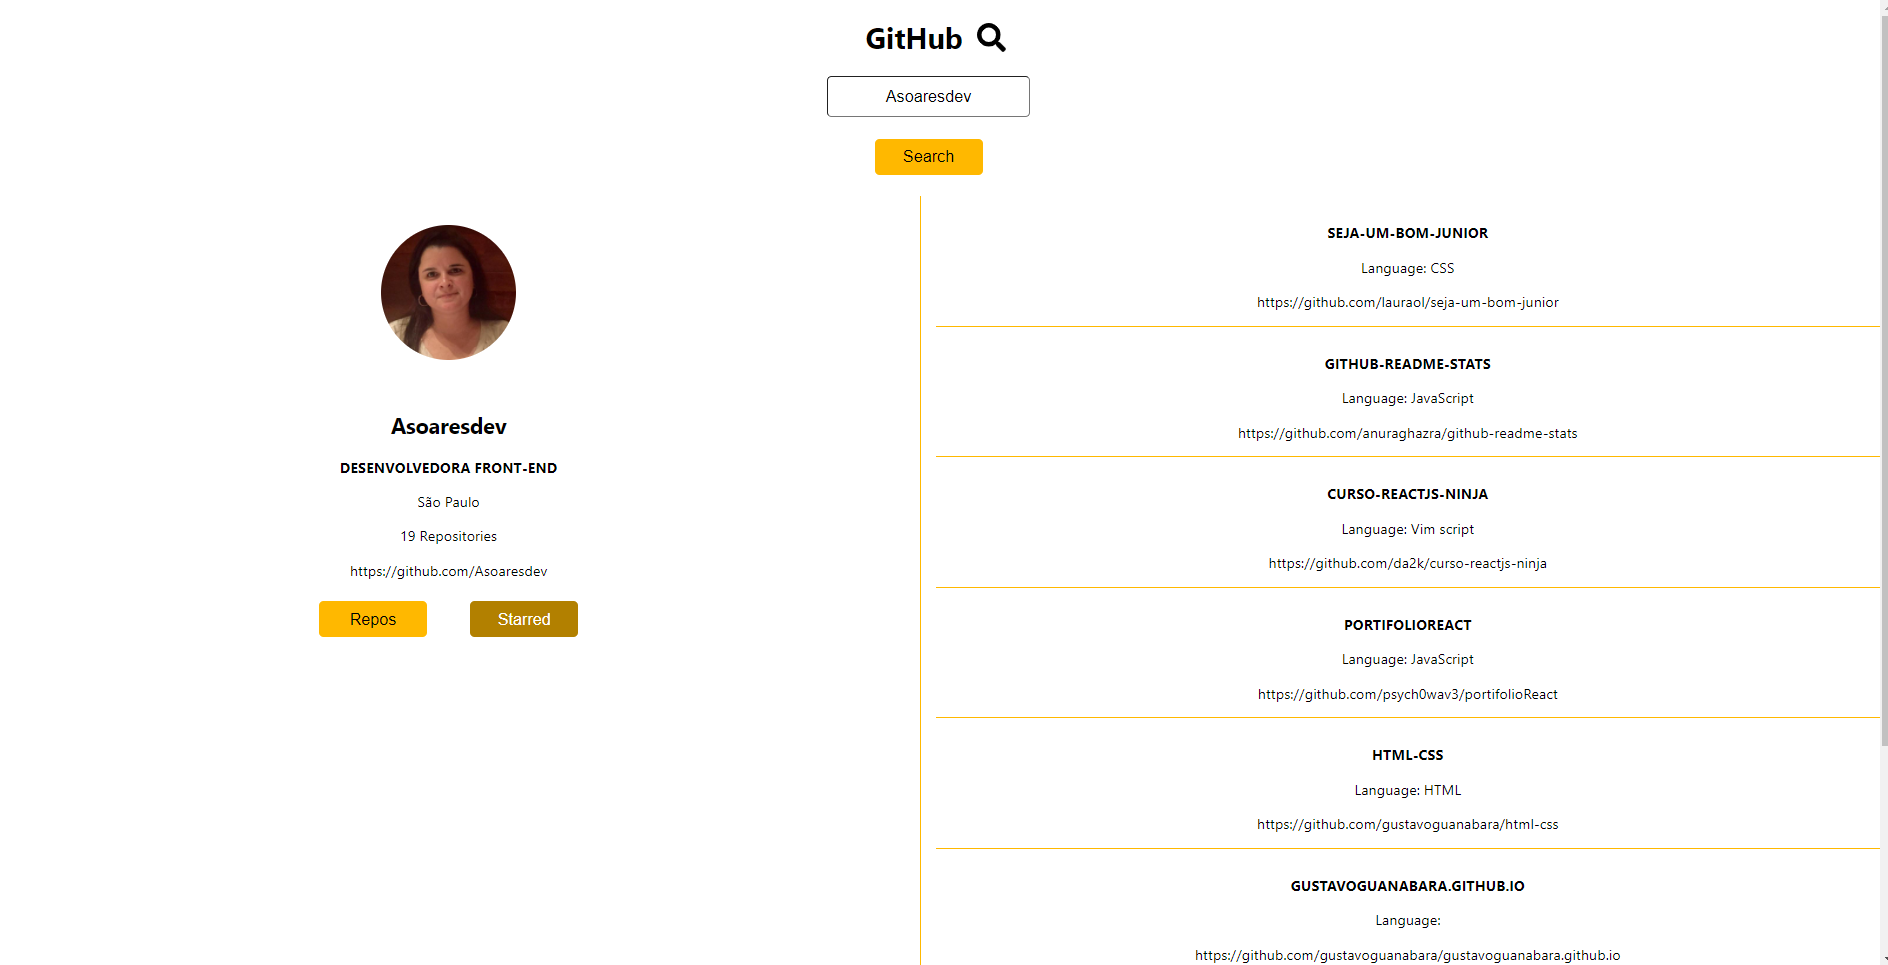 GitHub
Asoaresdev
Search
Asoaresdev
DESENVOLVEDORA FRONT-END
São Paulo
19 Repositories
https://github.com/Asoaresdev
Repos
Starred
SEJA-UM-BOM-JUNIOR
Language: CSS
https://github.com/lauraol/seja-um-bom-junior
GITHUB-README-STATS
Language: JavaScript
https://github.com/anuraghazra/github-readme-stats
CURSO-REACTJS-NINJA
Language: Vim script
https://github.com/da2k/curso-reactjs-ninja
PORTIFOLIOREACT
Language: JavaScript
https://github.com/psych0wav3/portifolioReact
HTML-CSS
Language: HTML
https://github.com/gustavoguanabara/html-css
GUSTAVOGUANABARA.GITHUB.IO
Language:
https://github.com/gustavoguanabara/gustavoguanabara.github.io